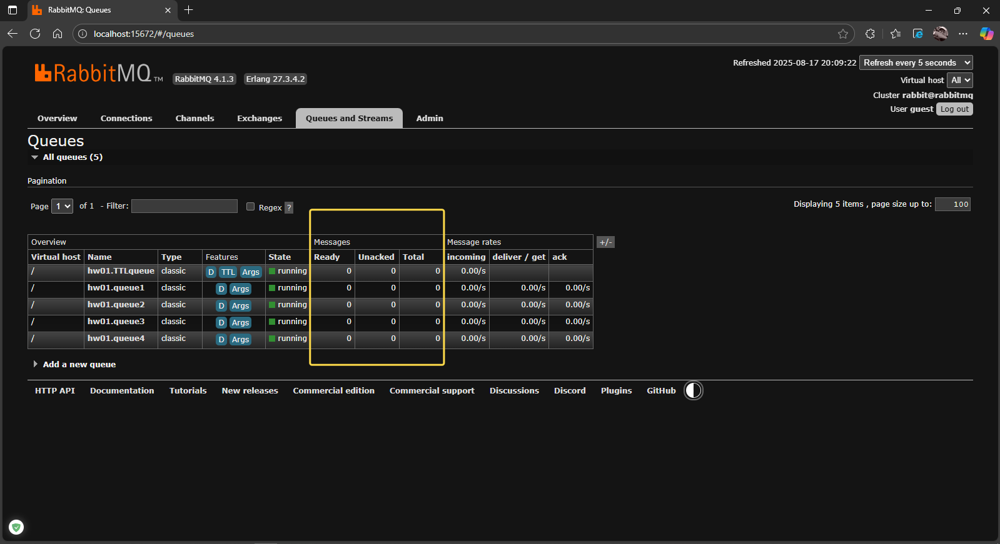 RabbitMQ: Queues
localhost:15672/#/queues
RabbitMQ TM
RabbitMQ 4.1.3
Erlang 27.3.4.2
Refreshed 2025-08-17 20:09:22 Refresh every 5 seconds
Virtual host All
Cluster rabbit@rabbitmq
User guest Log out
Overview Connections Channels Exchanges Queues and Streams Admin
Queues
All queues (5)
Pagination
Page 1 of 1 - Filter: Regex ? Displaying 5 items , page size up to: 100
Overview Messages Message rates +/-
Virtual host Name Type Features State Ready Unacked Total incoming deliver / get ack
/ hw01.TTLqueue classic D TTL Args running 0 0 0 0.00/s
/ hw01.queue1 classic D Args running 0 0 0 0.00/s 0.00/s 0.00/s
/ hw01.queue2 classic D Args running 0 0 0 0.00/s 0.00/s 0.00/s
/ hw01.queue3 classic D Args running 0 0 0 0.00/s 0.00/s 0.00/s
/ hw01.queue4 classic D Args running 0 0 0 0.00/s 0.00/s 0.00/s
Add a new queue
HTTP API Documentation Tutorials New releases Commercial edition Commercial support Discussions Discord Plugins GitHub